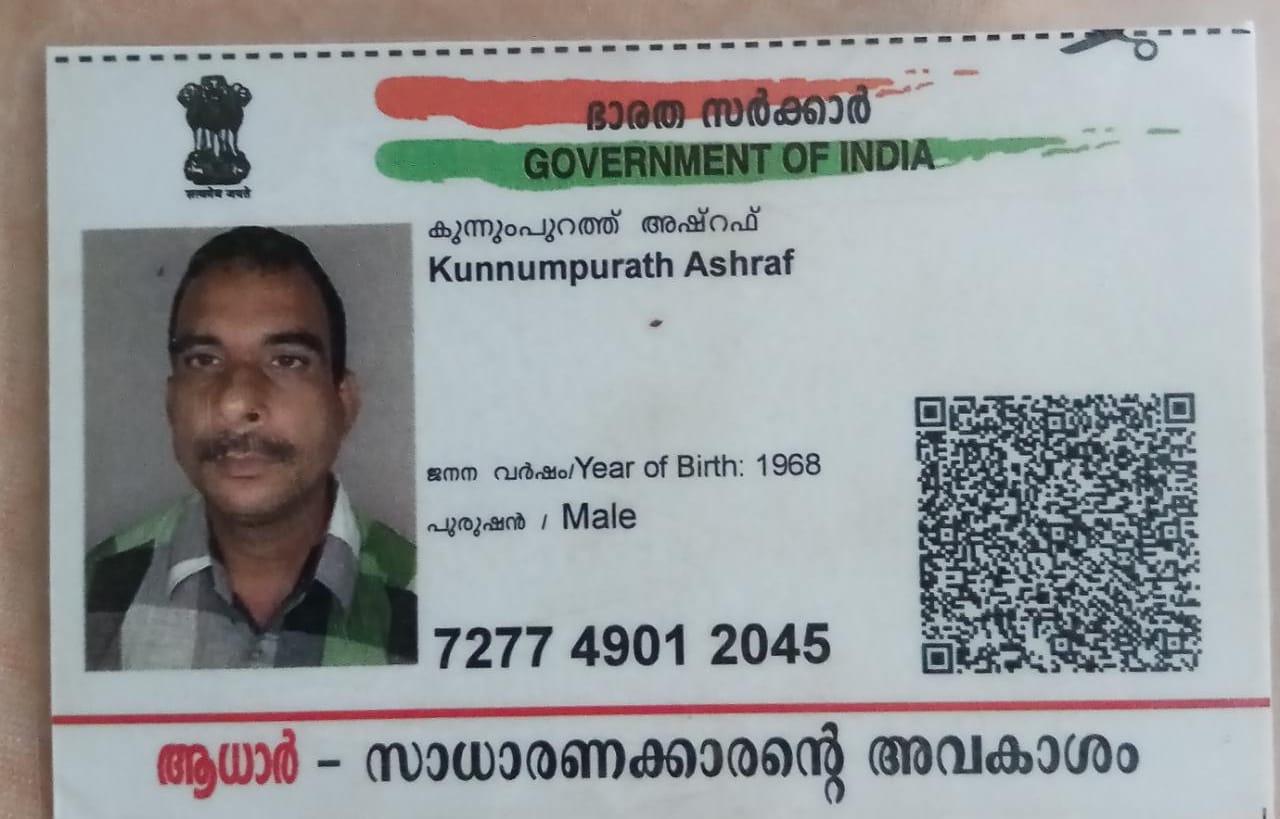 ഭാരത സർക്കാർ
GOVERNMENT OF INDIA
सत्यमेव जयते
കുന്നുംപുറത്ത് അഷ്റഫ്
Kunnumpurath Ashraf
ജനന വർഷം/Year of Birth: 1968
പുരുഷൻ / Male
7277 4901 2045
ആധാർ - സാധാരണക്കാരന്റെ അവകാശം